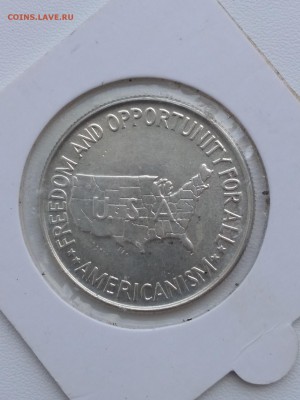 COINS.LAVE.RU
FREEDOM AND OPPORTUNITY FOR ALL
U.S.A.
★★ AMERICANISM ★★